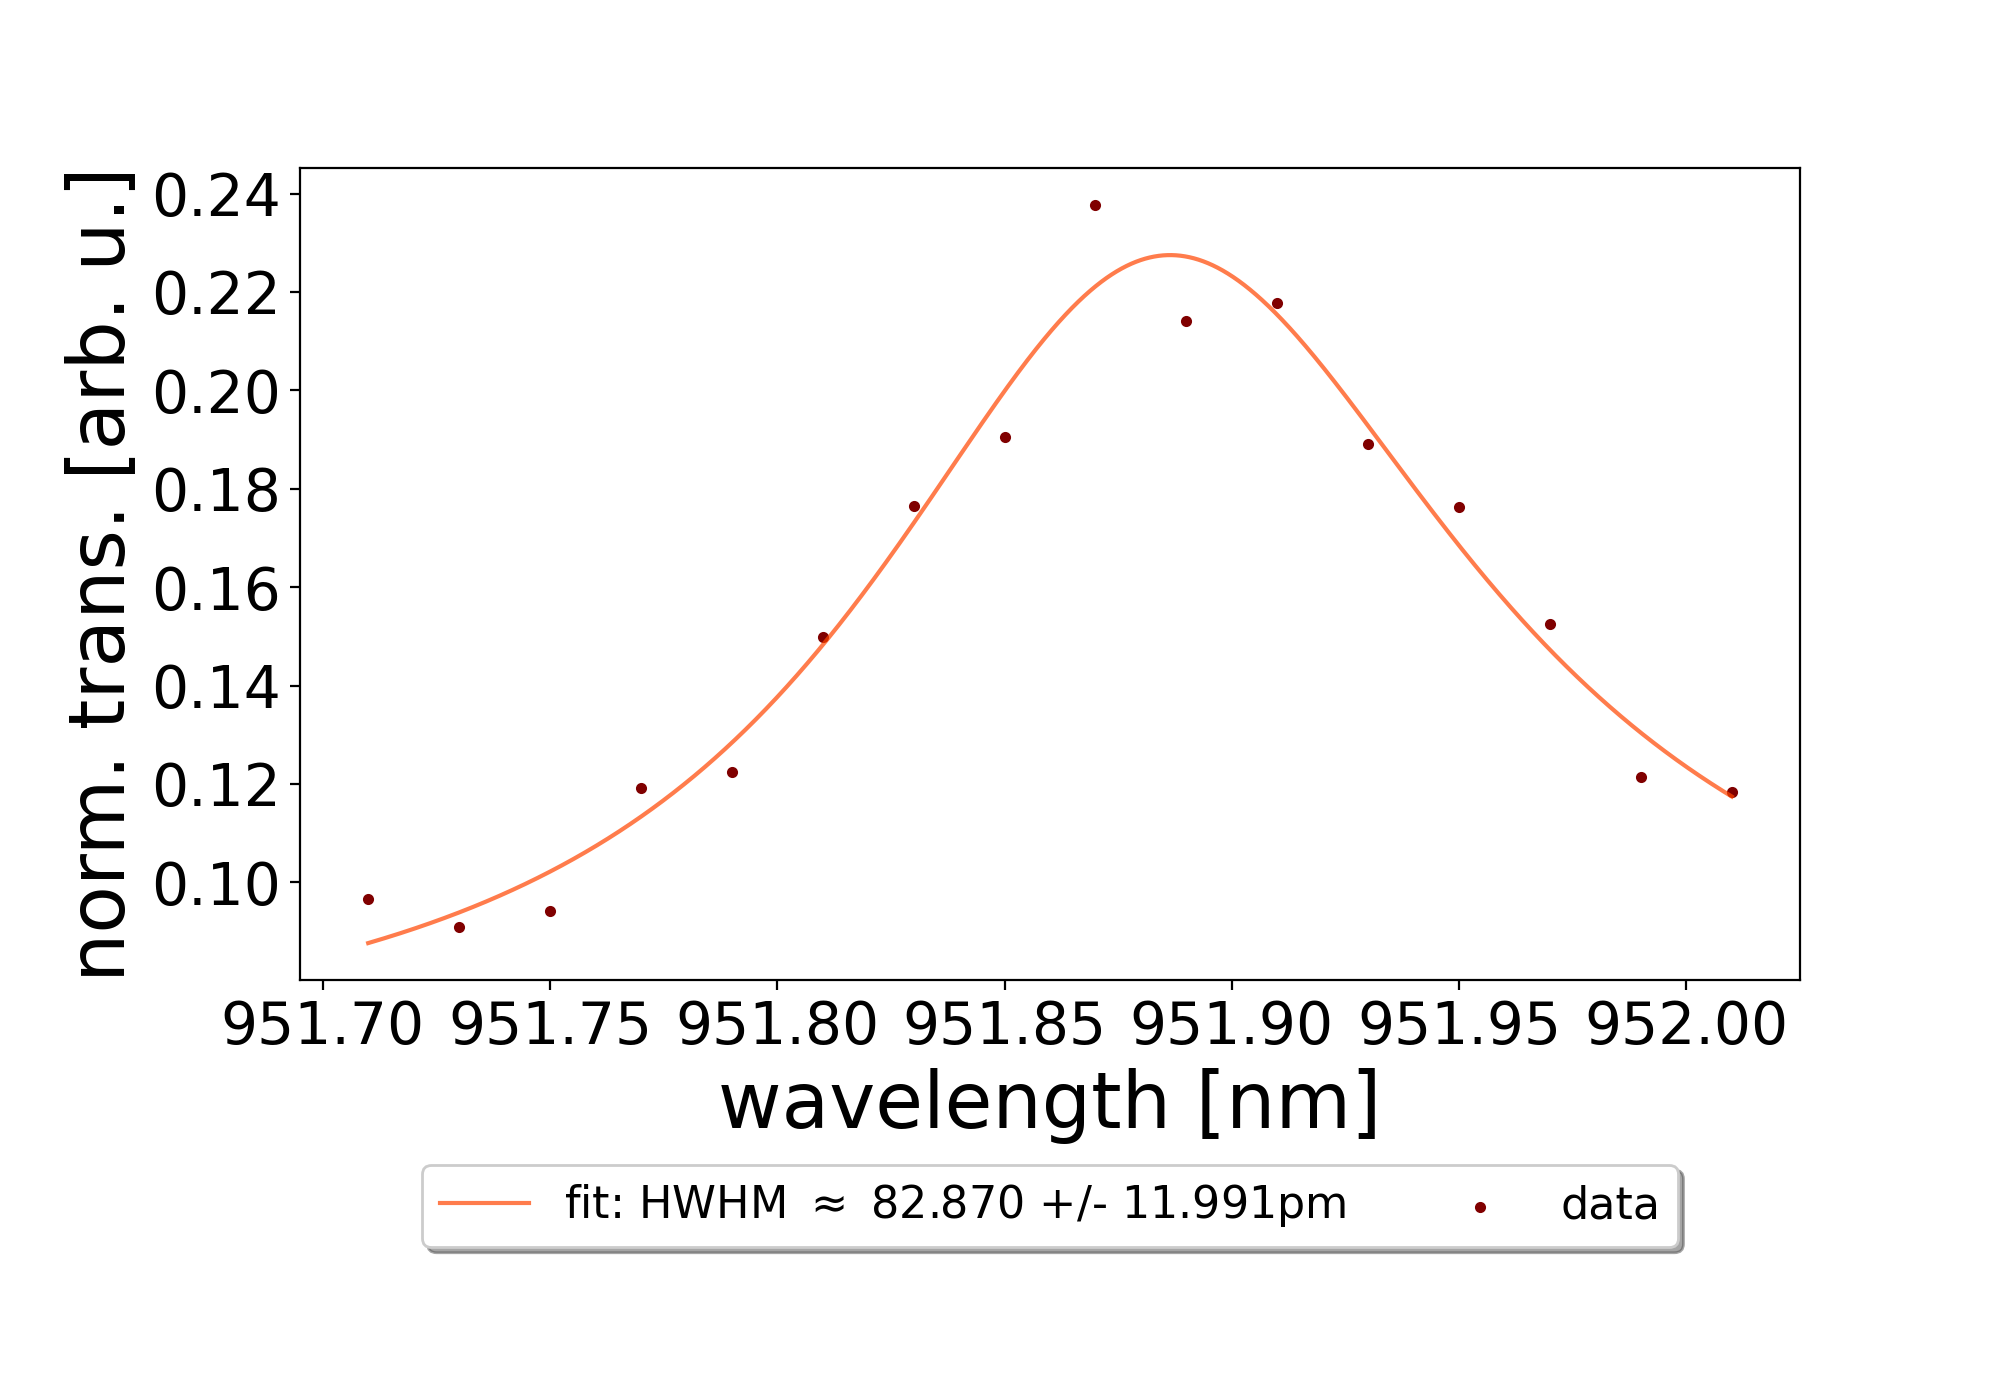 norm. trans. [arb. u.]
0.24
0.22
0.20
0.18
0.16
0.14
0.12
0.10
951.70 951.75 951.80 951.85 951.90 951.95 952.00
wavelength [nm]
fit: HWHM ≈ 82.870 +/- 11.991pm data